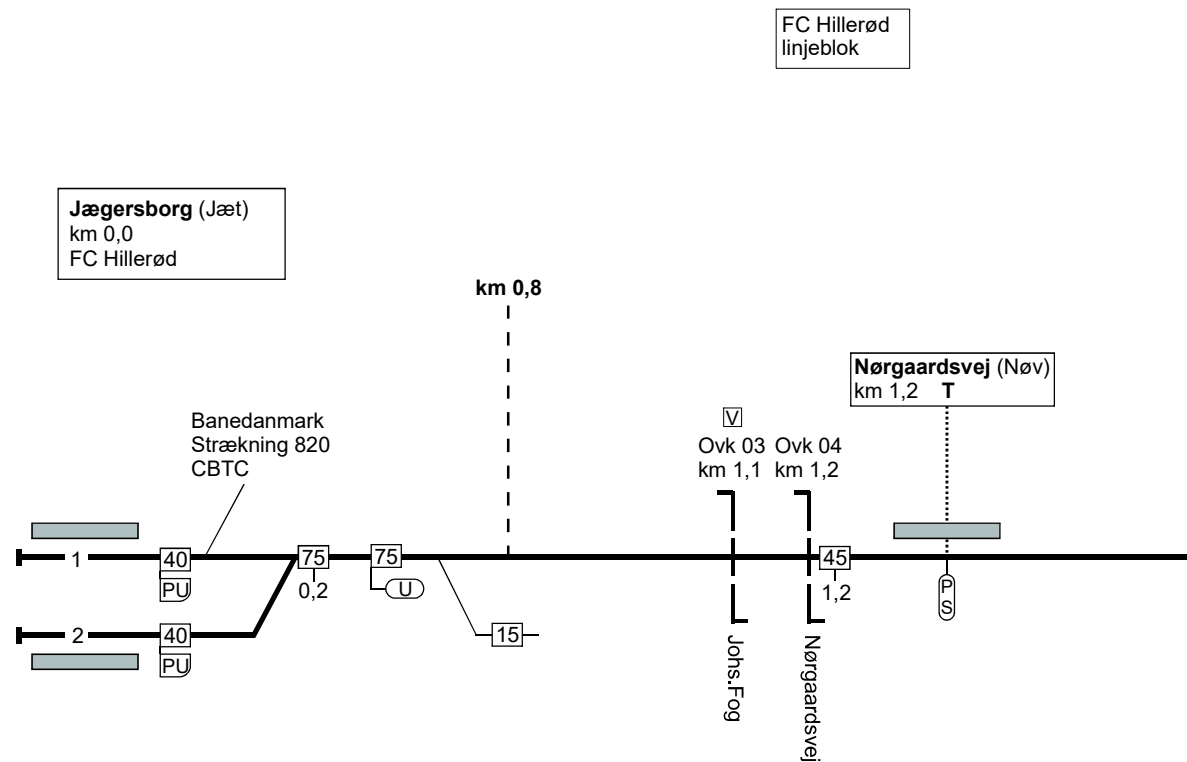 FC Hillerød
linjeblok
Jægersborg (Jæt)
km 0,0
FC Hillerød
km 0,8
Nørgaardsvej (Nøv)
km 1,2 T
Banedanmark
Strækning 820
CBTC
V
Ovk 03 Ovk 04
km 1,1 km 1,2
1 40 75 75 45
PU 0,2 U 1,2 PS
2 40 15
PU
Johs.Fog
Nørgaardsvej